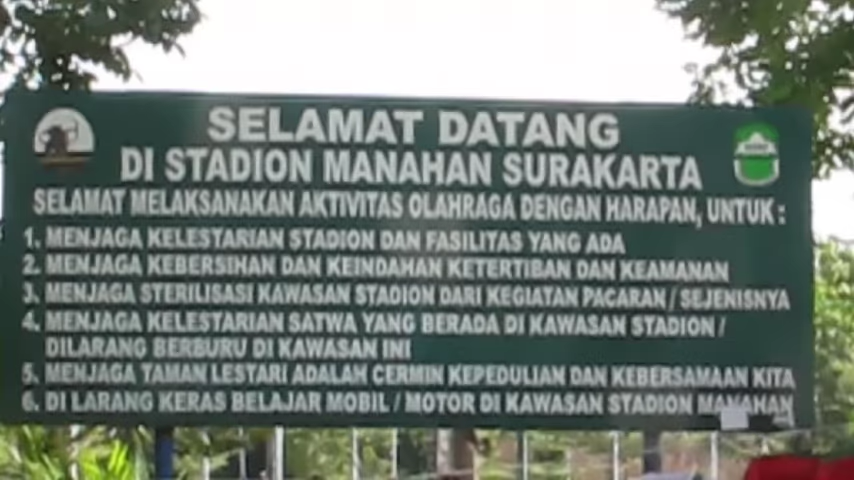 SELAMAT DATANG
DI STADION MANAHAN SURAKARTA
SELAMAT MELAKSANAKAN AKTIVITAS OLAHRAGA DENGAN HARAPAN, UNTUK :
1. MENJAGA KELESTARIAN STADION DAN FASILITAS YANG ADA
2. MENJAGA KEBERSIHAN DAN KEINDAHAN KETERTIBAN DAN KEAMANAN
3. MENJAGA STERILISASI KAWASAN STADION DARI KEGIATAN PACARAN / SEJENISNYA
4. MENJAGA KELESTARIAN SATWA YANG BERADA DI KAWASAN STADION /
DILARANG BERBURU DI KAWASAN INI
5. MENJAGA TAMAN LESTARI ADALAH CERMIN KEPEDULIAN DAN KEBERSAMAAN KITA
6. DI LARANG KERAS BELAJAR MOBIL / MOTOR DI KAWASAN STADION MANAHAN